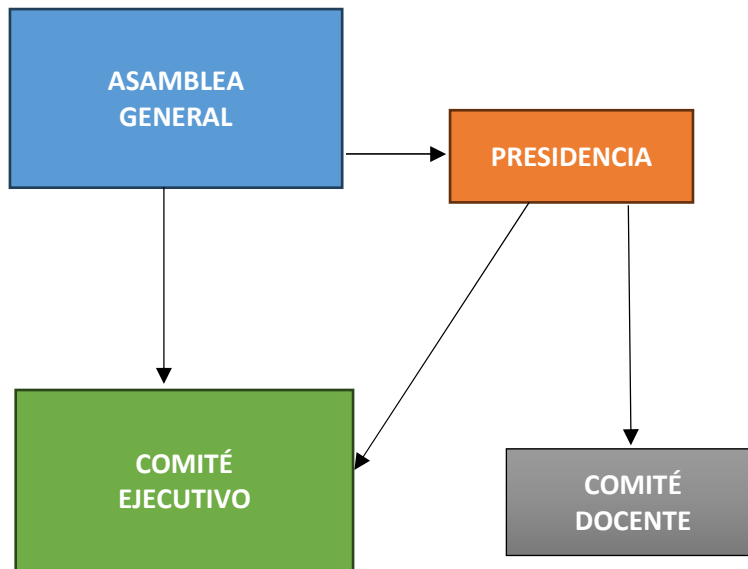 ASAMBLEA
GENERAL
PRESIDENCIA
COMITÉ
EJECUTIVO
COMITÉ
DOCENTE